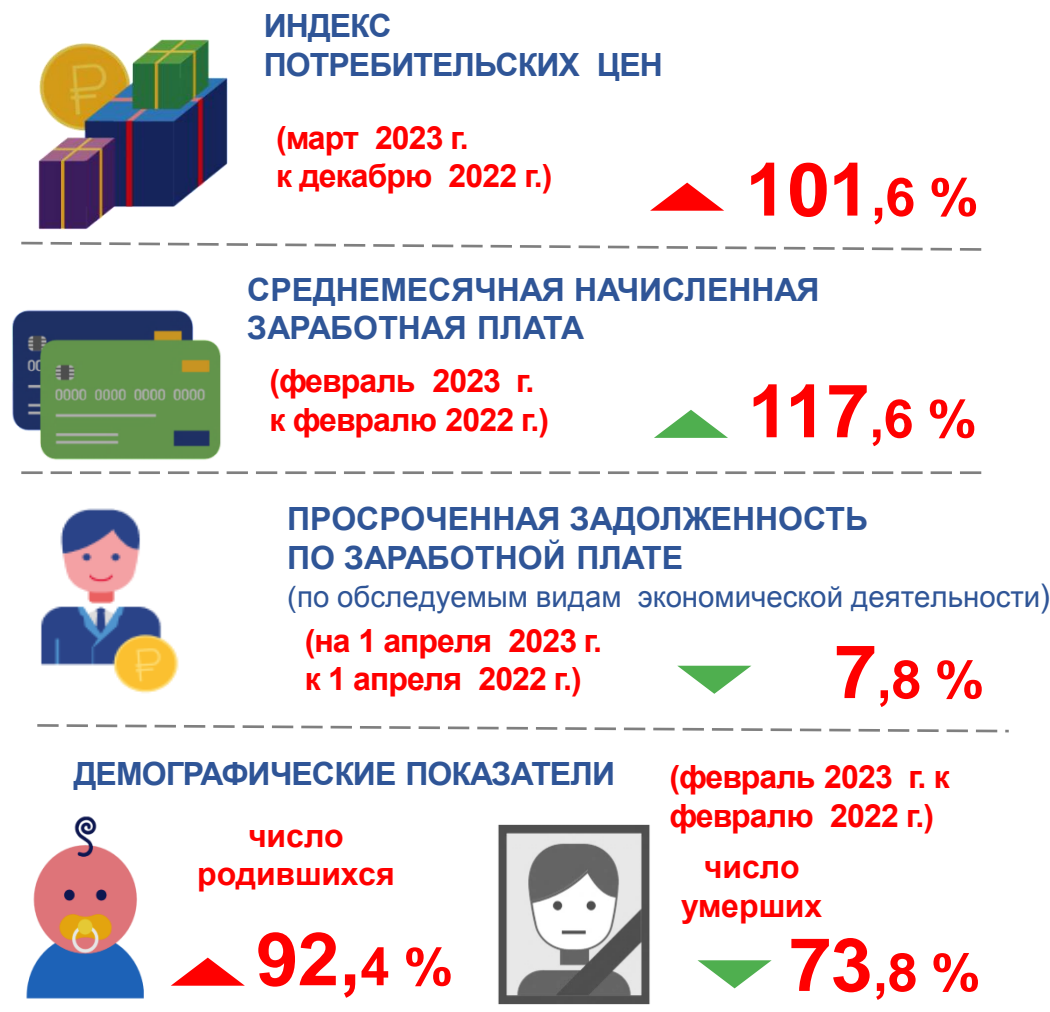 ИНДЕКС
ПОТРЕБИТЕЛЬСКИХ ЦЕН
(март 2023 г.
к декабрю 2022 г.)
101,6 %
СРЕДНЕМЕСЯЧНАЯ НАЧИСЛЕННАЯ
ЗАРАБОТНАЯ ПЛАТА
00
0000 0000 0000 0000
(февраль 2023 г.
к февралю 2022 г.)
117,6 %
ПРОСРОЧЕННАЯ ЗАДОЛЖЕННОСТЬ
ПО ЗАРАБОТНОЙ ПЛАТЕ
(по обследуемым видам экономической деятельности)
(на 1 апреля 2023 г.
к 1 апреля 2022 г.)
7,8 %
ДЕМОГРАФИЧЕСКИЕ ПОКАЗАТЕЛИ
(февраль 2023 г. к
февралю 2022 г.)
число
родившихся
92,4 %
число
умерших
73,8 %